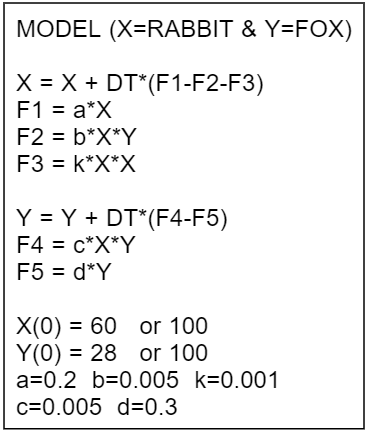 MODEL (X=RABBIT & Y=FOX)
X = X + DT*(F1-F2-F3)
F1 = a*X
F2 = b*X*Y
F3 = k*X*X
Y = Y + DT*(F4-F5)
F4 = c*X*Y
F5 = d*Y
X(0) = 60 or 100
Y(0) = 28 or 100
a=0.2 b=0.005 k=0.001
c=0.005 d=0.3